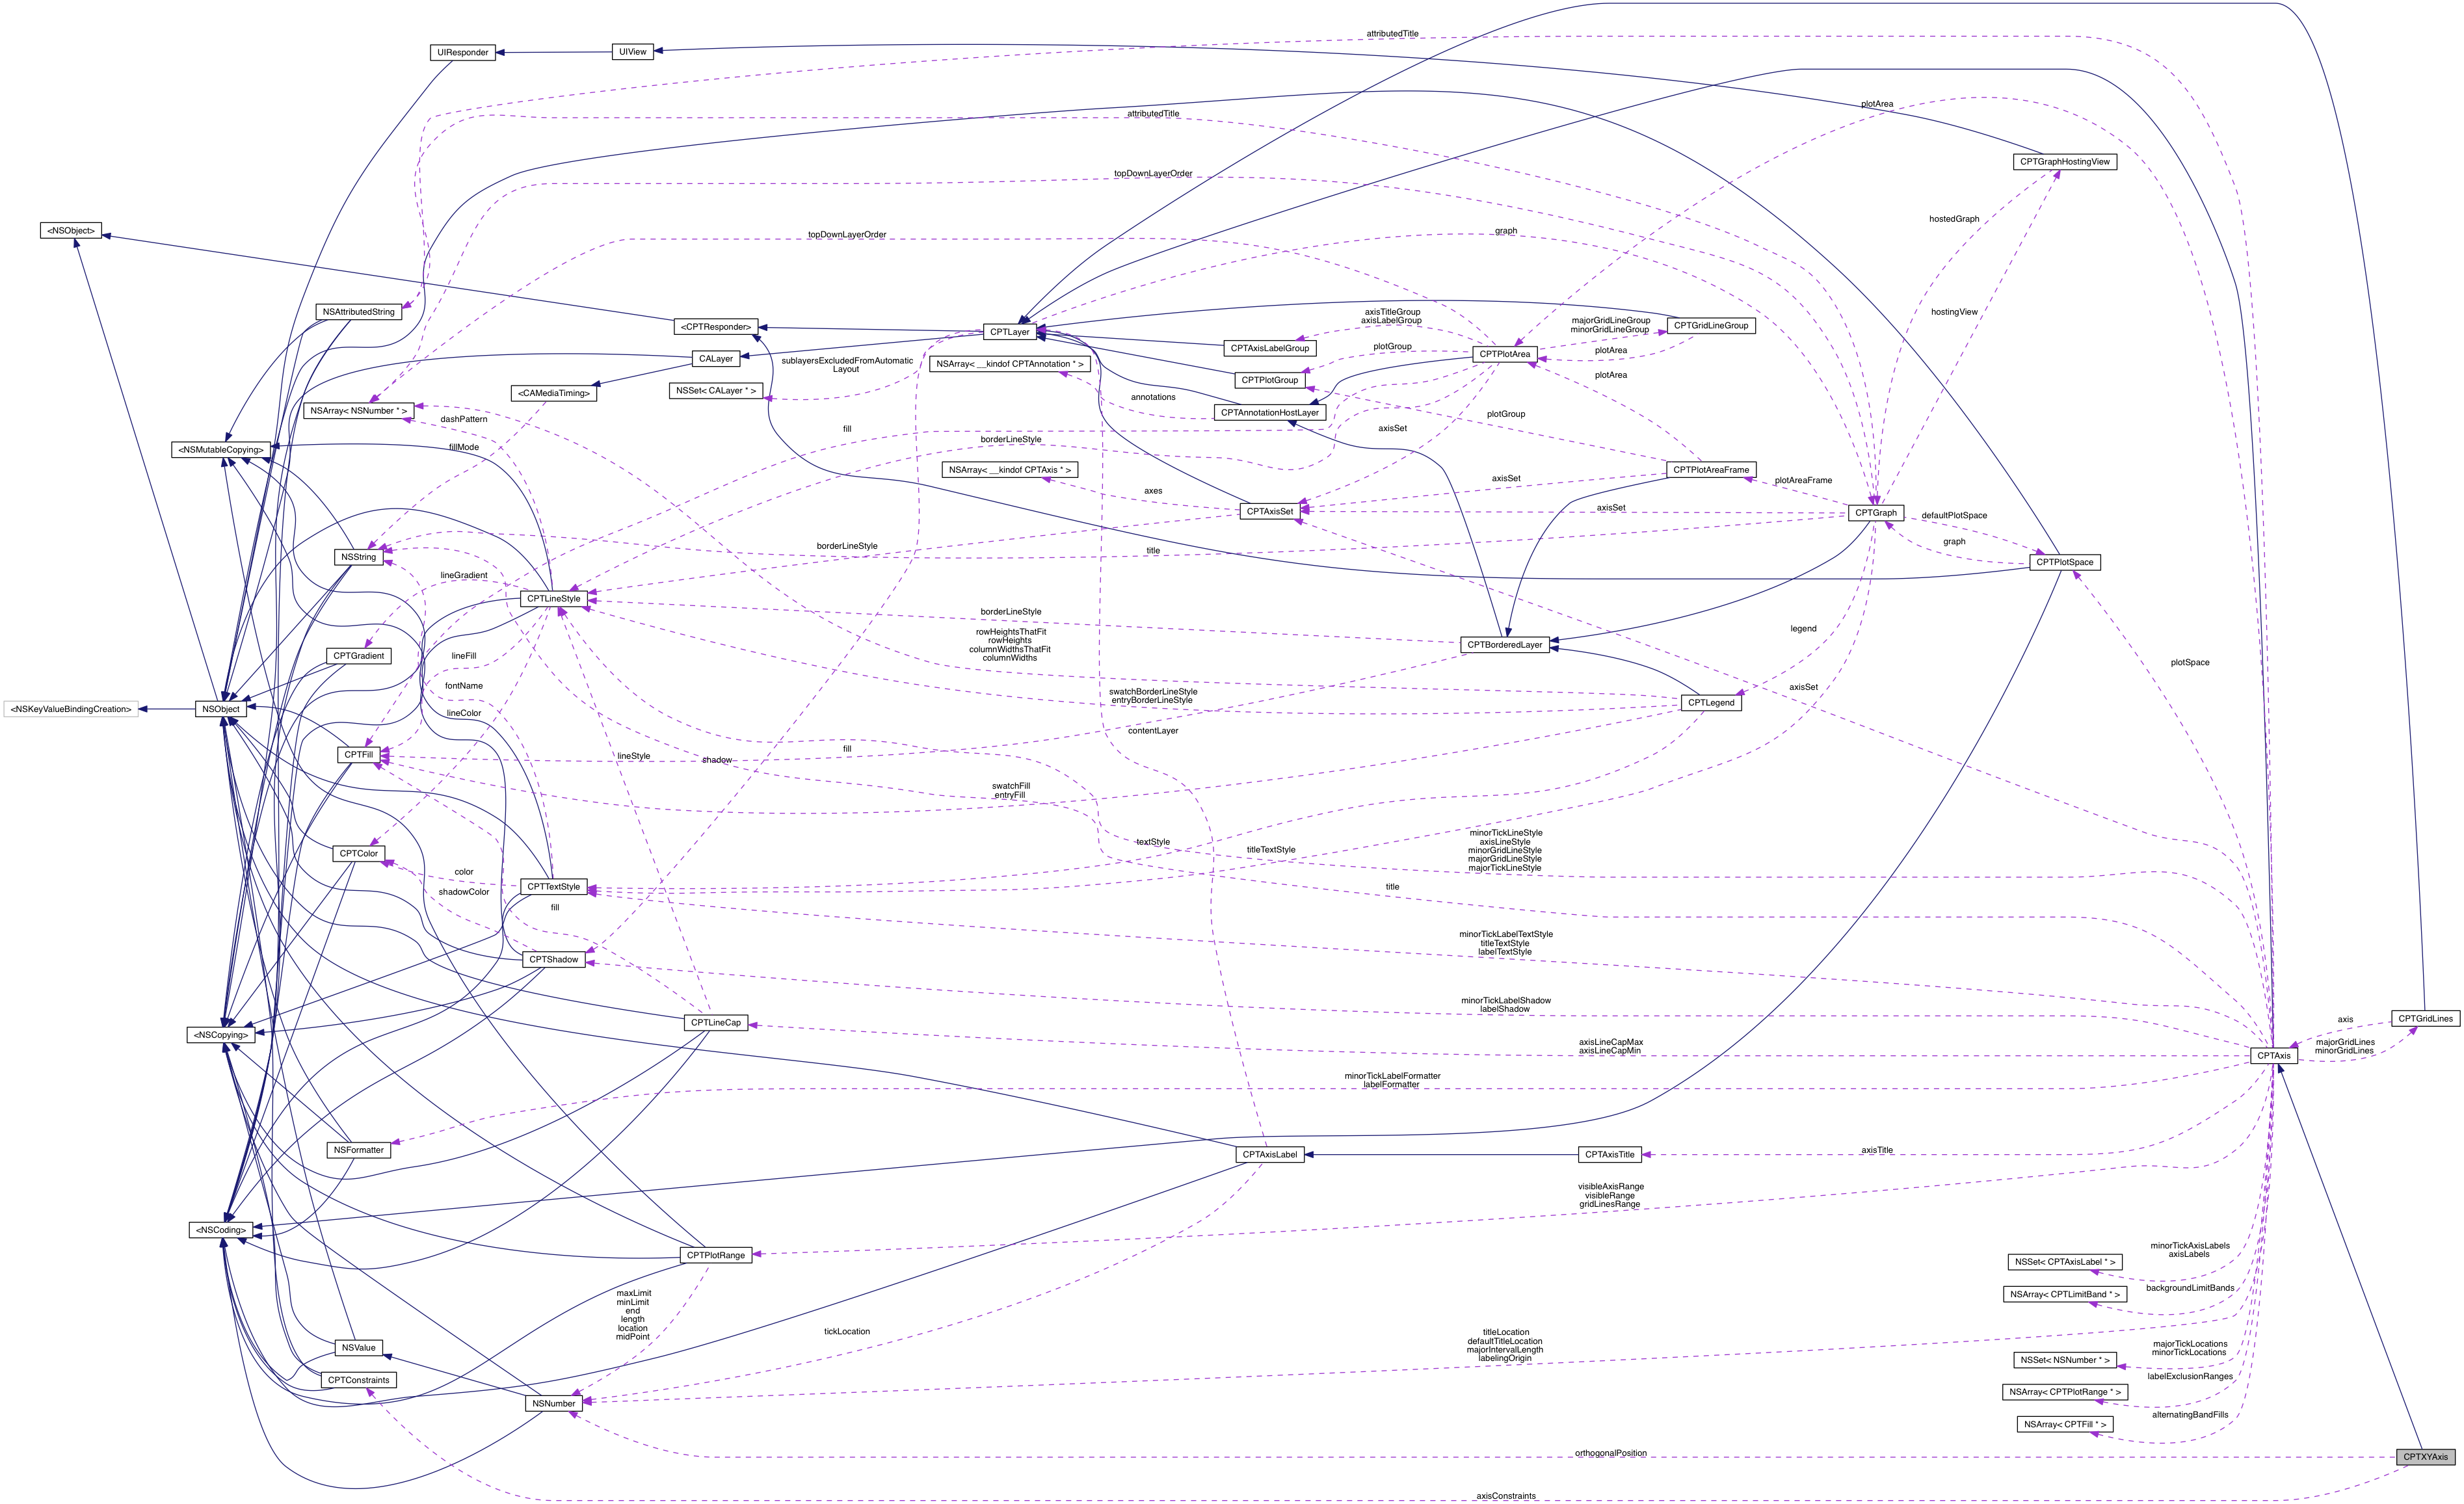 attributedTitle
UIResponder
UIView
plotArea
attributedTitle
CPTGraphHostingView
topDownLayerOrder
hostedGraph
<NSObject>
topDownLayerOrder
graph
NSAttributedString
hostingView
<CPTResponder>
CPTLayer
axisTitleGroup
axisLabelGroup
majorGridLineGroup
minorGridLineGroup
CPTGridLineGroup
CPTAxisLabelGroup
plotGroup
CPTPlotArea
plotArea
CALayer
sublayersExcludedFromAutomatic
Layout
NSArray< __kindof CPTAnnotation * >
plotArea
CPTPlotGroup
<CAMediaTiming>
NSSet< CALayer * >
annotations
NSArray< NSNumber * >
CPTAnnotationHostLayer
plotGroup
dashPattern
fill
axisSet
borderLineStyle
<NSMutableCopying>
fillMode
NSArray< __kindof CPTAxis * >
CPTPlotAreaFrame
axisSet
plotAreaFrame
axes
CPTAxisSet
axisSet
CPTGraph
defaultPlotSpace
graph
NSString
borderLineStyle
title
CPTPlotSpace
lineGradient
CPTLineStyle
borderLineStyle
legend
rowHeightsThatFit
rowHeights
columnWidthsThatFit
columnWidths
CPTBorderedLayer
CPTGradient
lineFill
plotSpace
fontName
axisSet
swatchBorderLineStyle
entryBorderLineStyle
CPTLegend
<NSKeyValueBindingCreation>
NSObject
lineColor
contentLayer
CPTFill
lineStyle
shadow
fill
swatchFill
entryFill
minorTickLineStyle
axisLineStyle
minorGridLineStyle
majorGridLineStyle
majorTickLineStyle
textStyle
titleTextStyle
CPTColor
color
shadowColor
CPTTextStyle
title
fill
minorTickLabelTextStyle
titleTextStyle
labelTextStyle
CPTShadow
minorTickLabelShadow
labelShadow
<NSCopying>
CPTLineCap
axisLineCapMax
axisLineCapMin
axis
CPTGridLines
majorGridLines
minorGridLines
CPTAxis
minorTickLabelFormatter
labelFormatter
NSFormatter
CPTAxisLabel
CPTAxisTitle
axisTitle
visibleAxisRange
visibleRange
gridLinesRange
<NSCoding>
CPTPlotRange
minorTickAxisLabels
axisLabels
NSSet< CPTAxisLabel * >
backgroundLimitBands
NSArray< CPTLimitBand * >
maxLimit
minLimit
end
length
location
midPoint
tickLocation
titleLocation
defaultTitleLocation
majorIntervalLength
labelingOrigin
NSValue
majorTickLocations
minorTickLocations
NSSet< NSNumber * >
CPTConstraints
labelExclusionRanges
NSArray< CPTPlotRange * >
NSNumber
alternatingBandFills
NSArray< CPTFill * >
orthogonalPosition
CPTXYAxis
axisConstraints